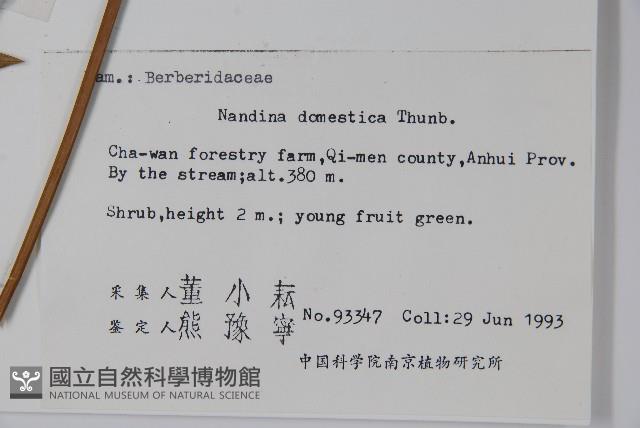 am.: Berberidaceae
Nandina domestica Thunb.
Cha-wan forestry farm,Qi-men county,Anhui Prov.
By the stream;alt.380 m.
Shrub,height 2 m.; young fruit green.
采集人 董小耘
鉴定人 熊豫寧
No.93347 Coll:29 Jun 1993
中国科学院南京植物研究所
國立自然科學博物館
NATIONAL MUSEUM OF NATURAL SCIENCE